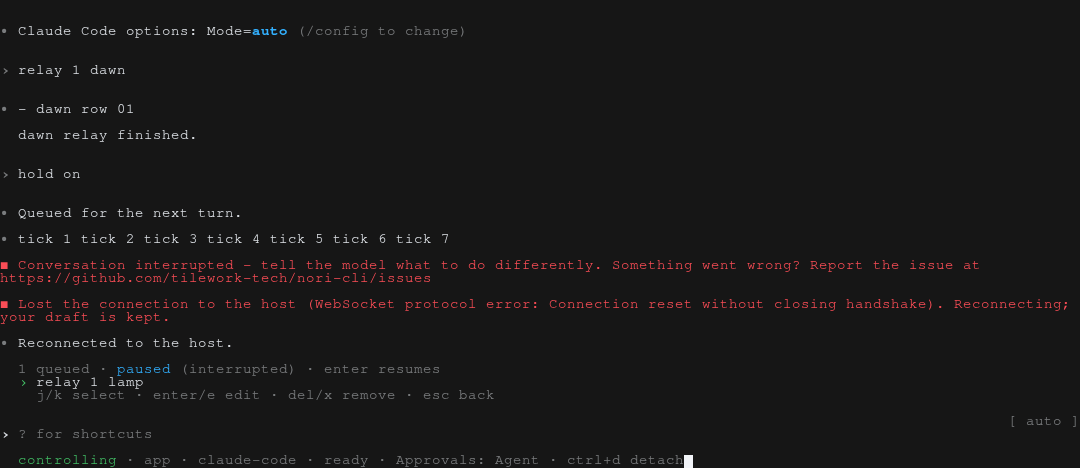 • Claude Code options: Mode=auto (/config to change)
› relay 1 dawn
• - dawn row 01
dawn relay finished.
› hold on
• Queued for the next turn.
• tick 1 tick 2 tick 3 tick 4 tick 5 tick 6 tick 7
■ Conversation interrupted - tell the model what to do differently. Something went wrong? Report the issue at
https://github.com/tilework-tech/nori-cli/issues
■ Lost the connection to the host (WebSocket protocol error: Connection reset without closing handshake). Reconnecting;
your draft is kept.
• Reconnected to the host.
1 queued · paused (interrupted) · enter resumes
› relay 1 lamp
j/k select · enter/e edit · del/x remove · esc back
[ auto ]
› ? for shortcuts
controlling · app · claude-code · ready · Approvals: Agent · ctrl+d detach